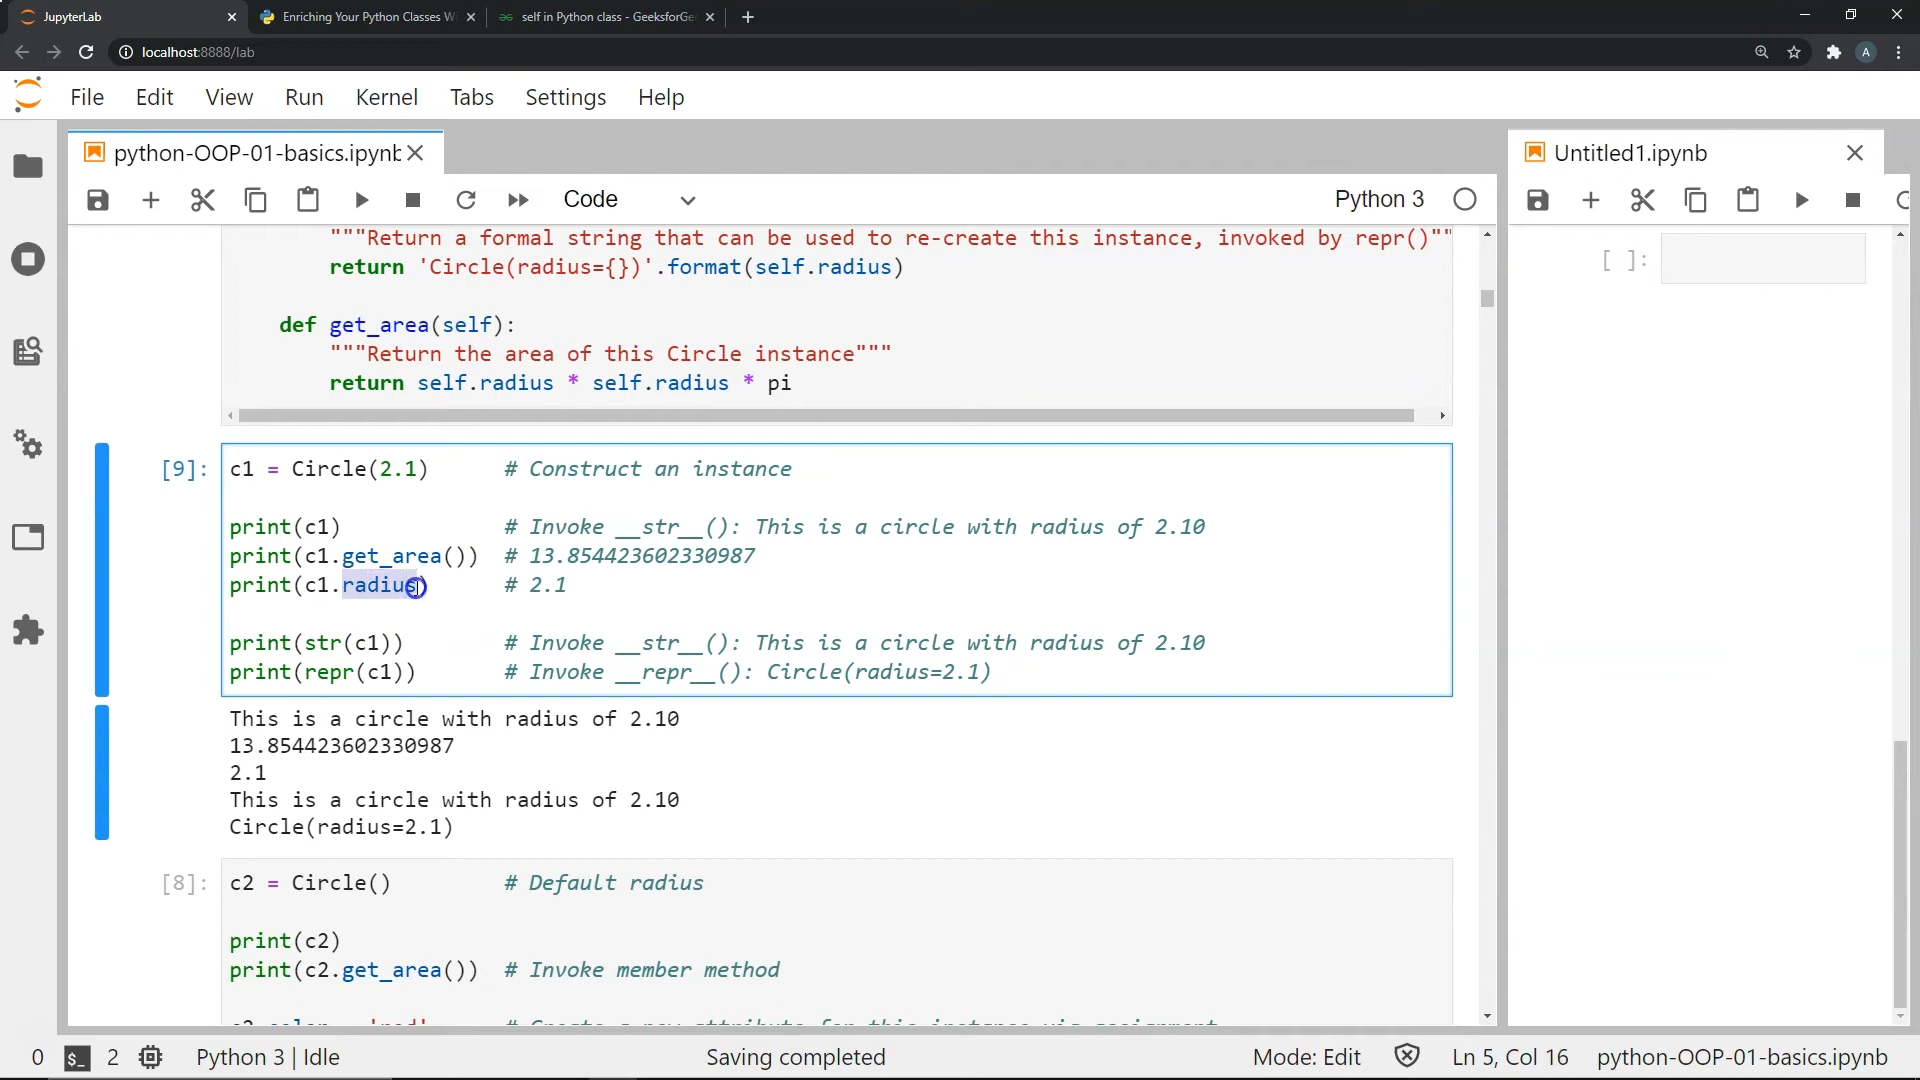 JupyterLab
Enriching Your Python Classes Wi
self in Python class - GeeksforGe
localhost:8888/lab
A
File Edit View Run Kernel Tabs Settings Help
python-OOP-01-basics.ipynb
Untitled1.ipynb
Code
Python 3
"""Return a formal string that can be used to re-create this instance, invoked by repr()""
return 'Circle(radius={})'.format(self.radius)
def get_area(self):
"""Return the area of this Circle instance"""
return self.radius * self.radius * pi
[ ]:
[9]: c1 = Circle(2.1) # Construct an instance
print(c1) # Invoke __str__(): This is a circle with radius of 2.10
print(c1.get_area()) # 13.854423602330987
print(c1.radius) # 2.1
print(str(c1)) # Invoke __str__(): This is a circle with radius of 2.10
print(repr(c1)) # Invoke __repr__(): Circle(radius=2.1)
This is a circle with radius of 2.10
13.854423602330987
2.1
This is a circle with radius of 2.10
Circle(radius=2.1)
[8]: c2 = Circle() # Default radius
print(c2)
print(c2.get_area()) # Invoke member method
0 $_ 2 Python 3 | Idle Saving completed Mode: Edit Ln 5, Col 16 python-OOP-01-basics.ipynb